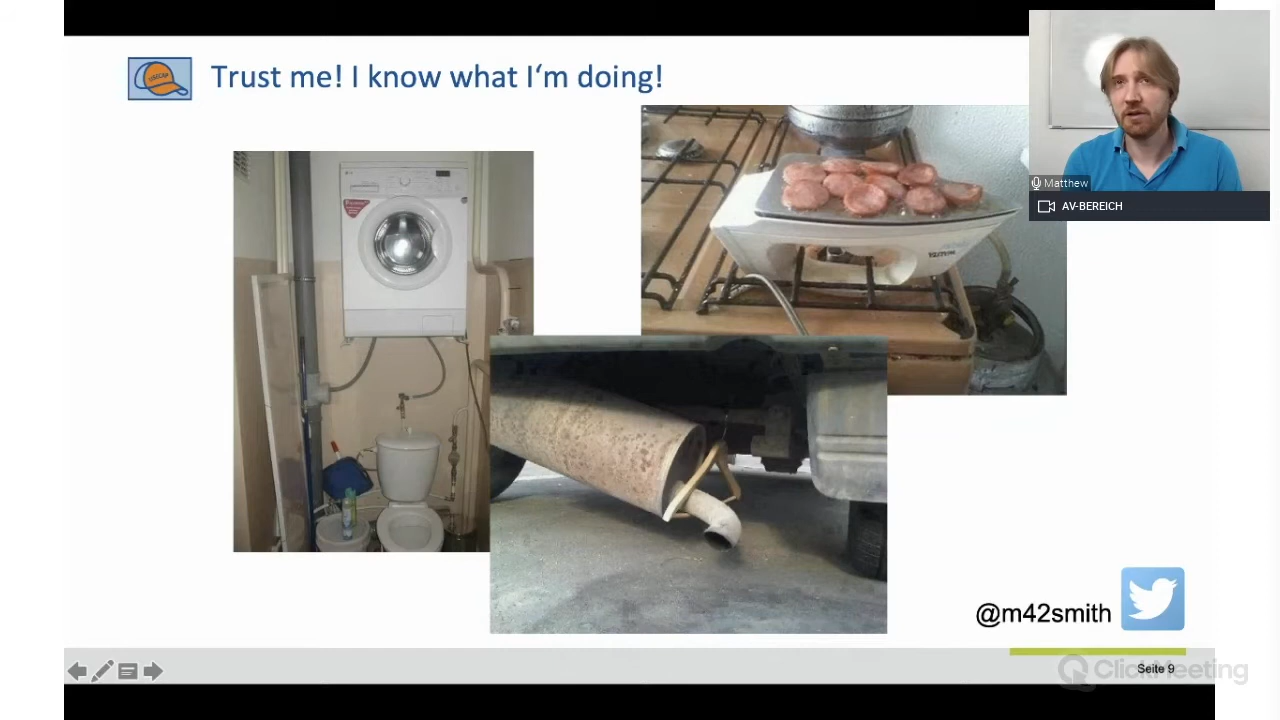 Trust me! I know what I‘m doing!
Matthew
AV-BEREICH
@m42smith
Seite 9
ClickMeeting